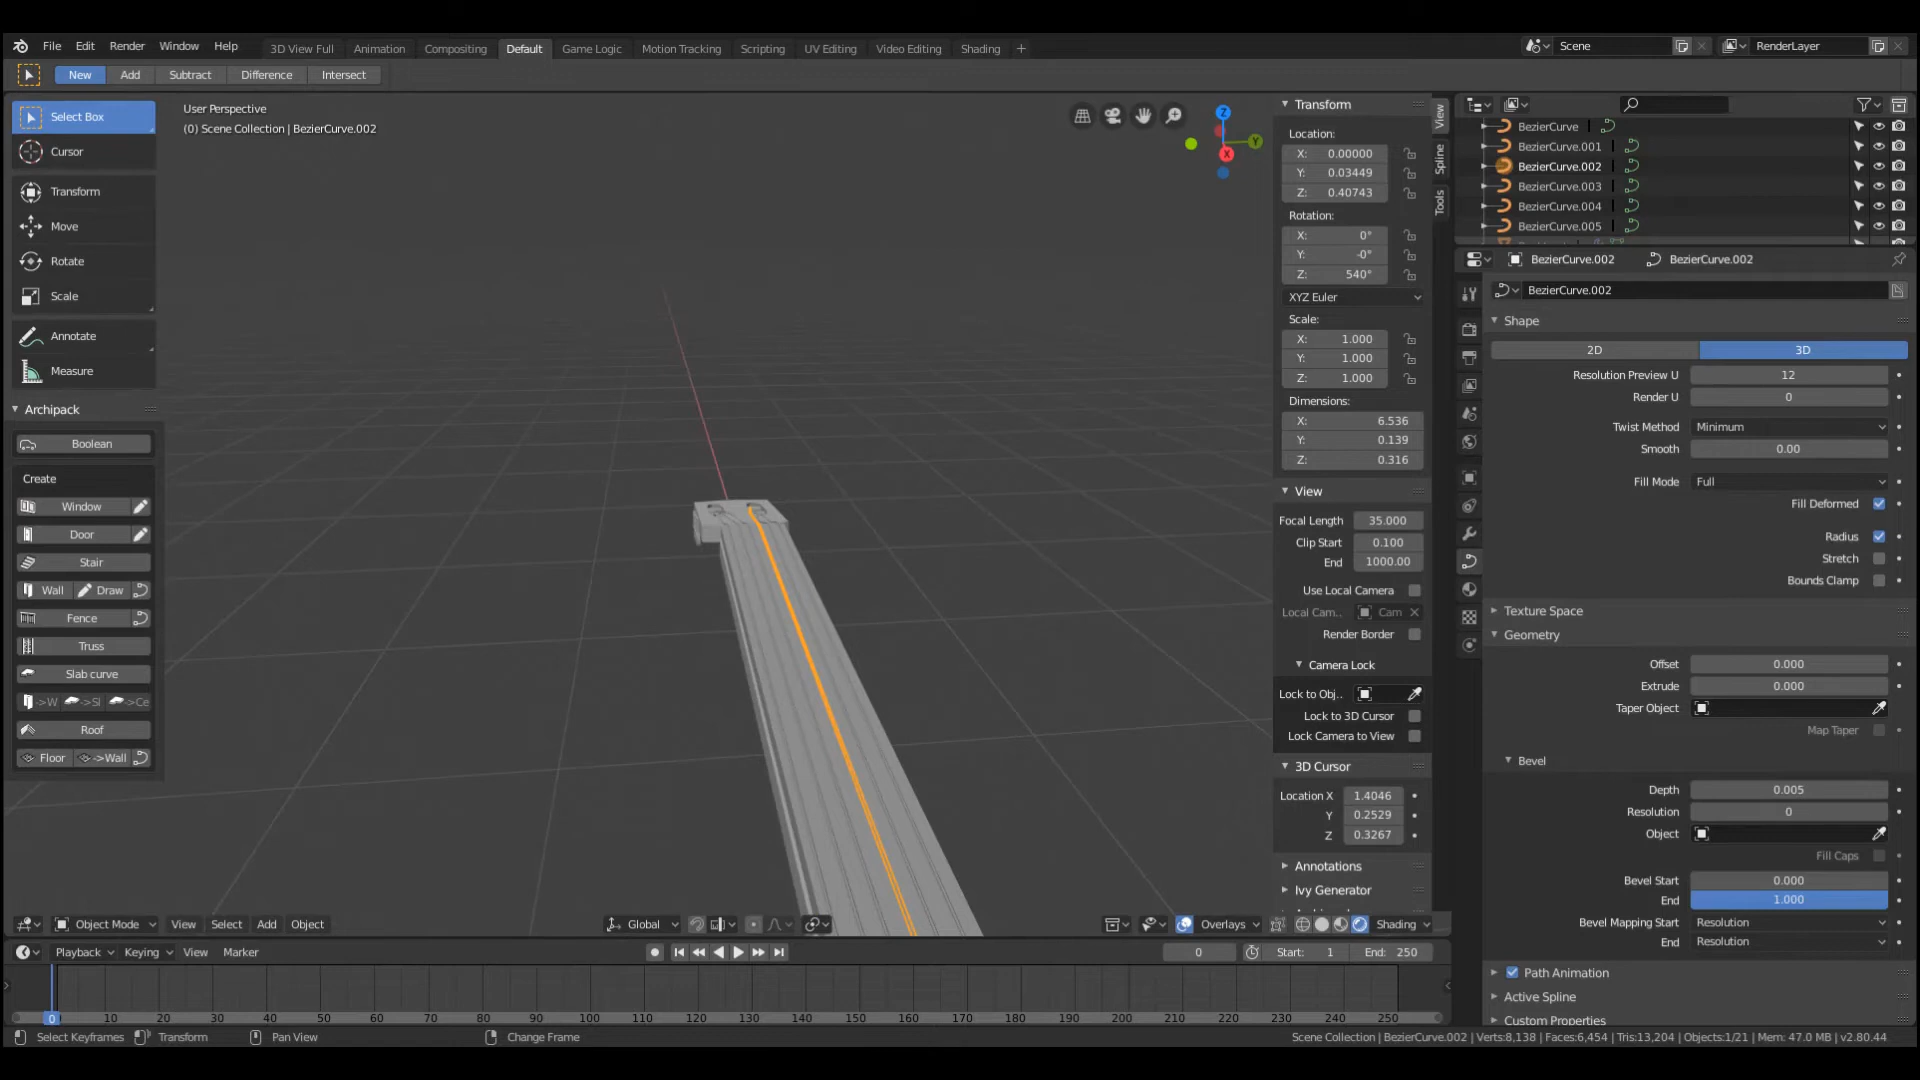 File Edit Render Window Help 3D View Full Animation Compositing Default Game Logic Motion Tracking Scripting UV Editing Video Editing Shading + Scene RenderLayer
New Add Subtract Difference Intersect
Select Box
Cursor
Transform
Move
Rotate
Scale
Annotate
Measure
Archipack
Boolean
Create
Window
Door
Stair
Wall Draw
Fence
Truss
Slab curve
->W ->Sl ->Ce
Roof
Floor ->Wall
User Perspective
(0) Scene Collection | BezierCurve.002
Z
Y
X
Transform
Location:
X: 0.00000
Y: 0.03449
Z: 0.40743
Rotation:
X: 0°
Y: -0°
Z: 540°
XYZ Euler
Scale:
X: 1.000
Y: 1.000
Z: 1.000
Dimensions:
X: 6.536
Y: 0.139
Z: 0.316
View
Focal Length 35.000
Clip Start 0.100
End 1000.00
Use Local Camera
Local Cam.. Cam
Render Border
Camera Lock
Lock to Obj..
Lock to 3D Cursor
Lock Camera to View
3D Cursor
Location X 1.4046
Y 0.2529
Z 0.3267
Annotations
Ivy Generator
View
Spline
Tools
BezierCurve
BezierCurve.001
BezierCurve.002
BezierCurve.003
BezierCurve.004
BezierCurve.005
BezierCurve.002 BezierCurve.002
BezierCurve.002
Shape
2D 3D
Resolution Preview U 12
Render U 0
Twist Method Minimum
Smooth 0.00
Fill Mode Full
Fill Deformed
Radius
Stretch
Bounds Clamp
Texture Space
Geometry
Offset 0.000
Extrude 0.000
Taper Object
Map Taper
Bevel
Depth 0.005
Resolution 0
Object
Fill Caps
Bevel Start 0.000
End 1.000
Bevel Mapping Start Resolution
End Resolution
Path Animation
Active Spline
Custom Properties
Object Mode View Select Add Object Global Overlays Shading
Playback Keying View Marker 0 Start: 1 End: 250
0 10 20 30 40 50 60 70 80 90 100 110 120 130 140 150 160 170 180 190 200 210 220 230 240 250
Select Keyframes Transform Pan View Change Frame Scene Collection | BezierCurve.002 | Verts:8,138 | Faces:6,454 | Tris:13,204 | Objects:1/21 | Mem: 47.0 MB | v2.80.44